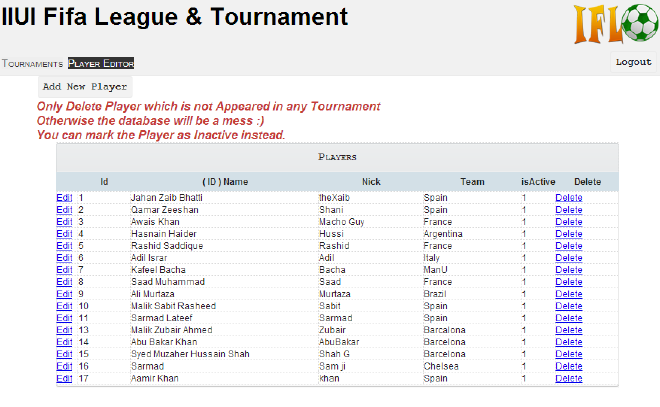 IIUI Fifa League & Tournament
IFL
Tournaments Player Editor
Logout
Add New Player
Only Delete Player which is not Appeared in any Tournament
Otherwise the database will be a mess :)
You can mark the Player as Inactive instead.
Players
Id ( ID ) Name Nick Team isActive Delete
Edit 1 Jahan Zaib Bhatti theXaib Spain 1 Delete
Edit 2 Qamar Zeeshan Shani Spain 1 Delete
Edit 3 Awais Khan Macho Guy France 1 Delete
Edit 4 Hasnain Haider Hussi Argentina 1 Delete
Edit 5 Rashid Saddique Rashid France 1 Delete
Edit 6 Adil Israr Adil Italy 1 Delete
Edit 7 Kafeel Bacha Bacha ManU 1 Delete
Edit 8 Saad Muhammad Saad France 1 Delete
Edit 9 Ali Murtaza Murtaza Brazil 1 Delete
Edit 10 Malik Sabit Rasheed Sabit Spain 1 Delete
Edit 11 Sarmad Lateef Sarmad Spain 1 Delete
Edit 13 Malik Zubair Ahmed Zubair Barcelona 1 Delete
Edit 14 Abu Bakar Khan AbuBakar Barcelona 1 Delete
Edit 15 Syed Muzaher Hussain Shah Shah G Barcelona 1 Delete
Edit 16 Sarmad Sam ji Chelsea 1 Delete
Edit 17 Aamir Khan khan Spain 1 Delete